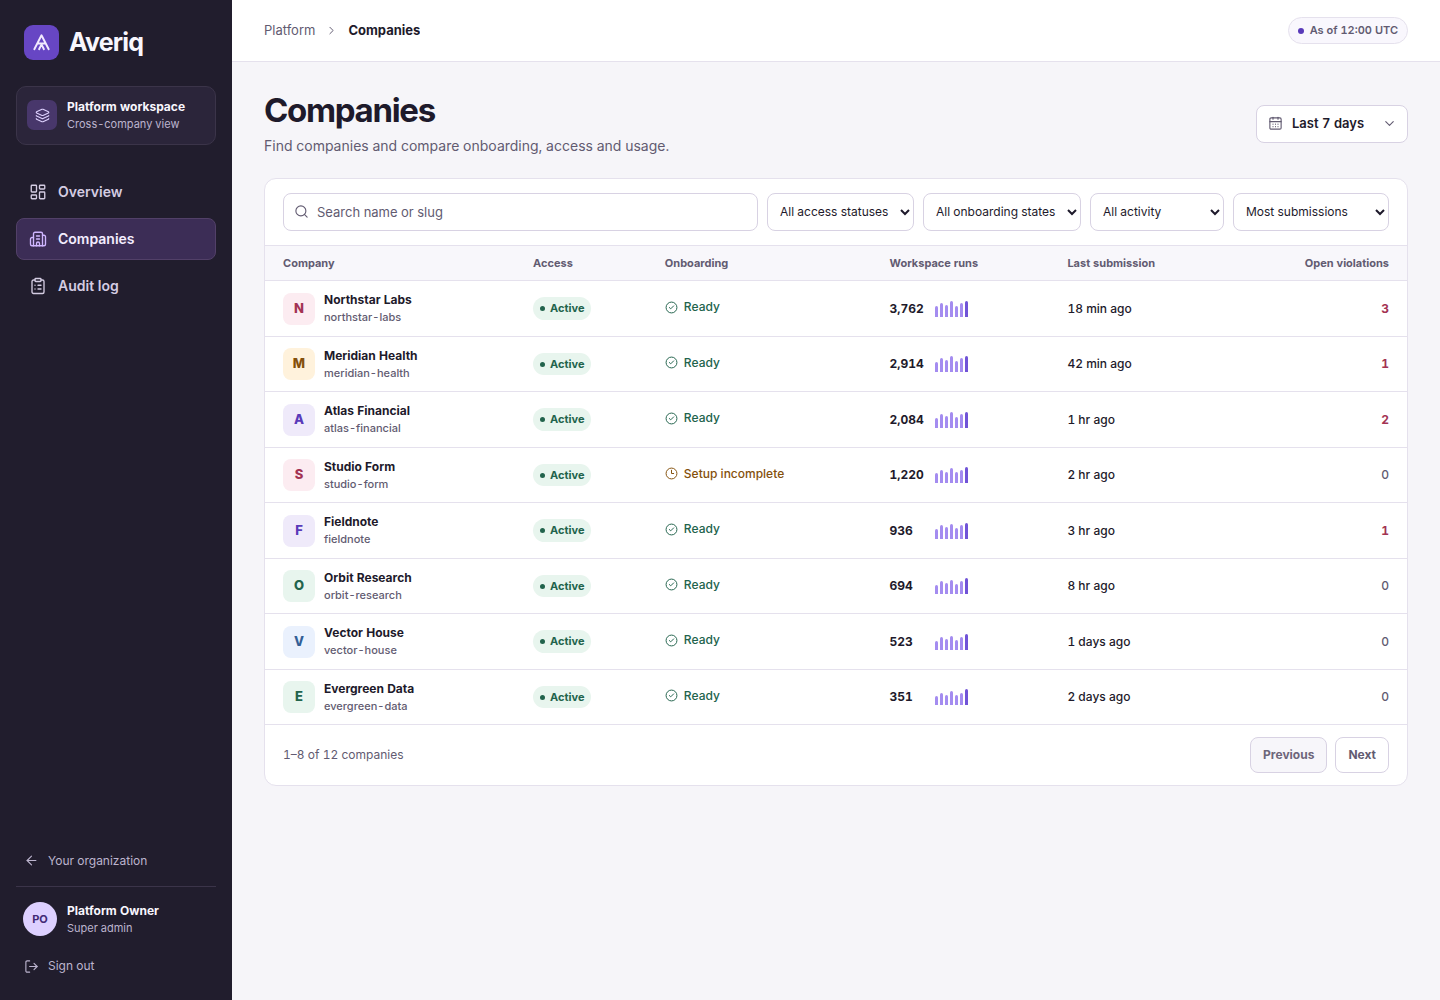 Averiq
Platform workspace
Cross-company view
Overview
Companies
Audit log
Your organization
PO
Platform Owner
Super admin
Sign out
Platform > Companies
As of 12:00 UTC
Companies
Find companies and compare onboarding, access and usage.
Last 7 days
Search name or slug
All access statuses
All onboarding states
All activity
Most submissions
Company Access Onboarding Workspace runs Last submission Open violations
N Northstar Labs Active Ready 3,762 18 min ago 3
northstar-labs
M Meridian Health Active Ready 2,914 42 min ago 1
meridian-health
A Atlas Financial Active Ready 2,084 1 hr ago 2
atlas-financial
S Studio Form Active Setup incomplete 1,220 2 hr ago 0
studio-form
F Fieldnote Active Ready 936 3 hr ago 1
fieldnote
O Orbit Research Active Ready 694 8 hr ago 0
orbit-research
V Vector House Active Ready 523 1 days ago 0
vector-house
E Evergreen Data Active Ready 351 2 days ago 0
evergreen-data
1–8 of 12 companies
Previous Next